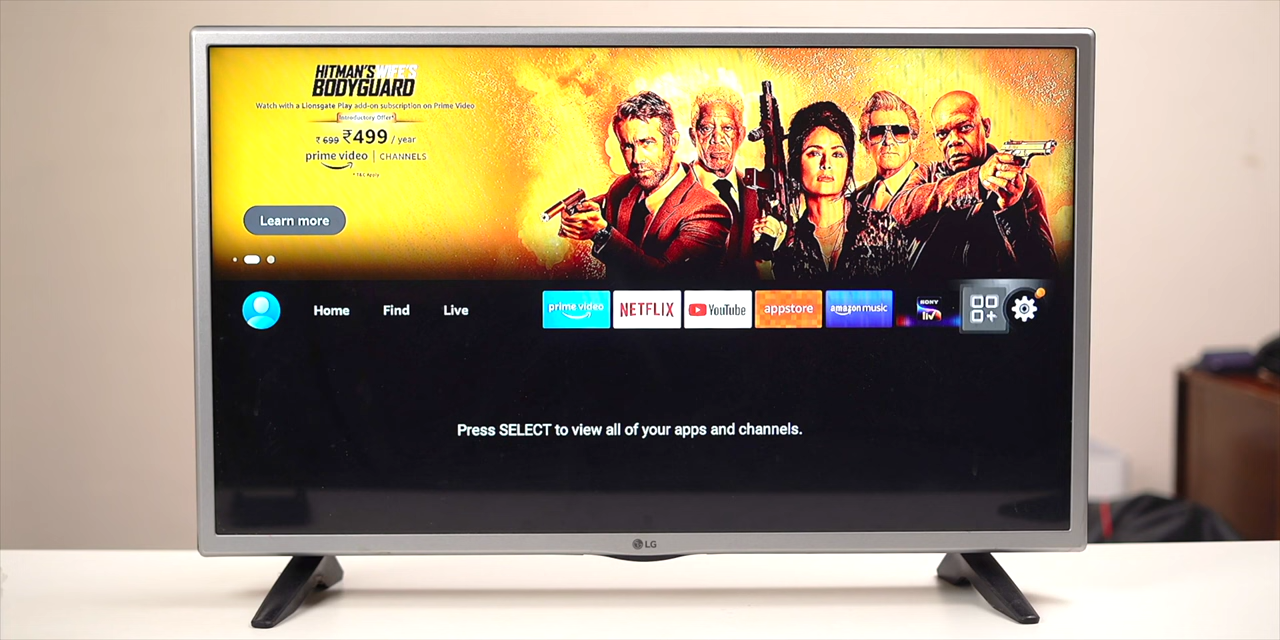 HITMAN'S WIFE'S
BODYGUARD
Watch with a Lionsgate Play add-on subscription on Prime Video
Introductory Offer*
₹ 699 ₹499 / year
prime video | CHANNELS
* T&C Apply
Learn more
Home Find Live prime video NETFLIX YouTube appstore amazon music SONY liv
Press SELECT to view all of your apps and channels.
LG